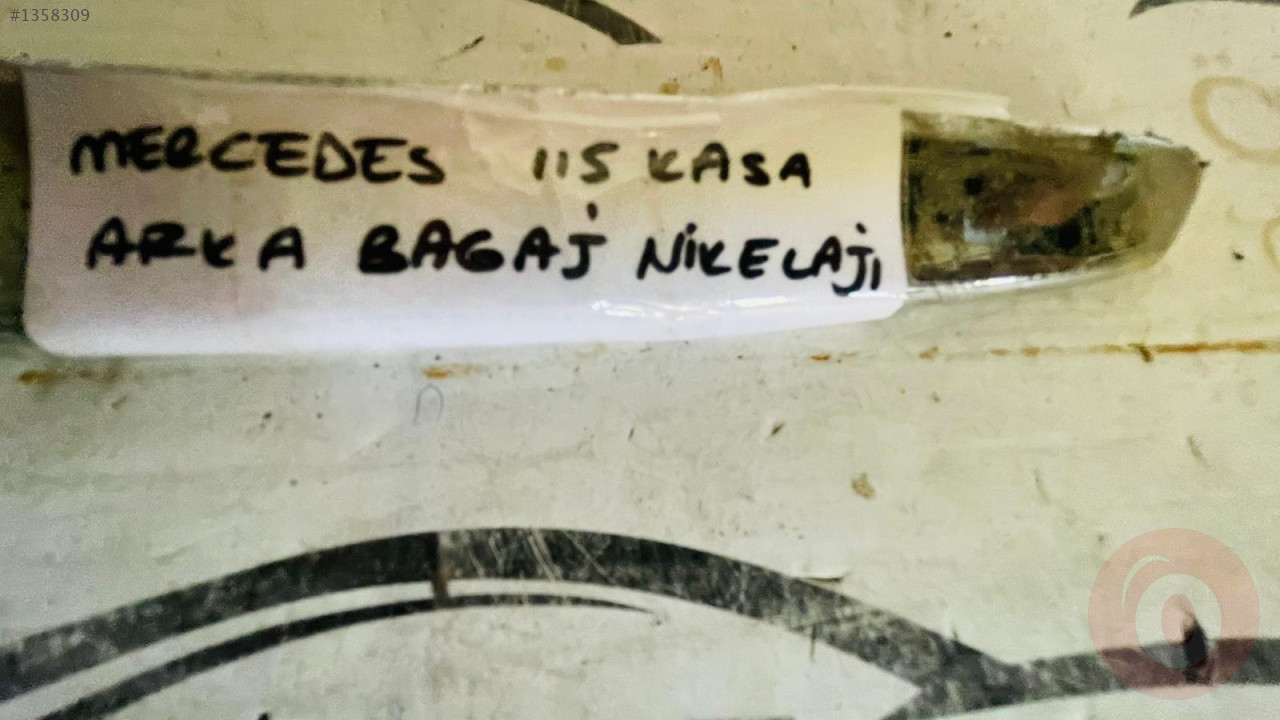 #1358309
MERCEDES 115 KASA
ARKA BAGAJ NİKELAJI